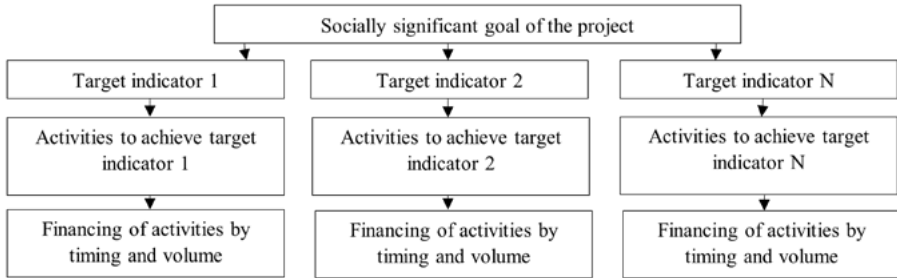 Socially significant goal of the project
Target indicator 1
Target indicator 2
Target indicator N
Activities to achieve target
indicator 1
Activities to achieve target
indicator 2
Activities to achieve target
indicator N
Financing of activities by
timing and volume
Financing of activities by
timing and volume
Financing of activities by
timing and volume